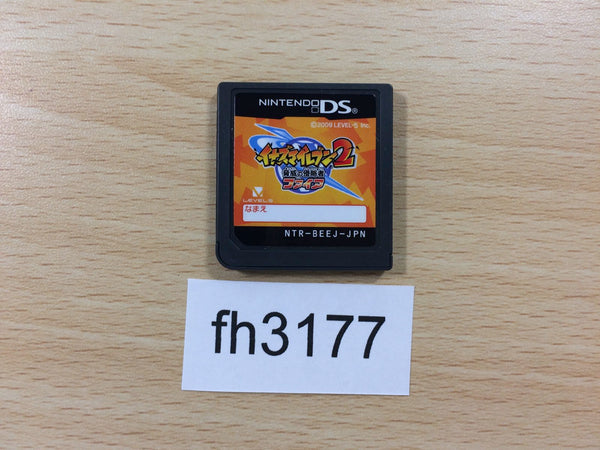 NINTENDO DS®
©2009 LEVEL-5 Inc.
イナズマイレブン2
脅威の侵略者
ファイア
LEVEL5
なまえ
NTR-BEEJ-JPN
fh3177